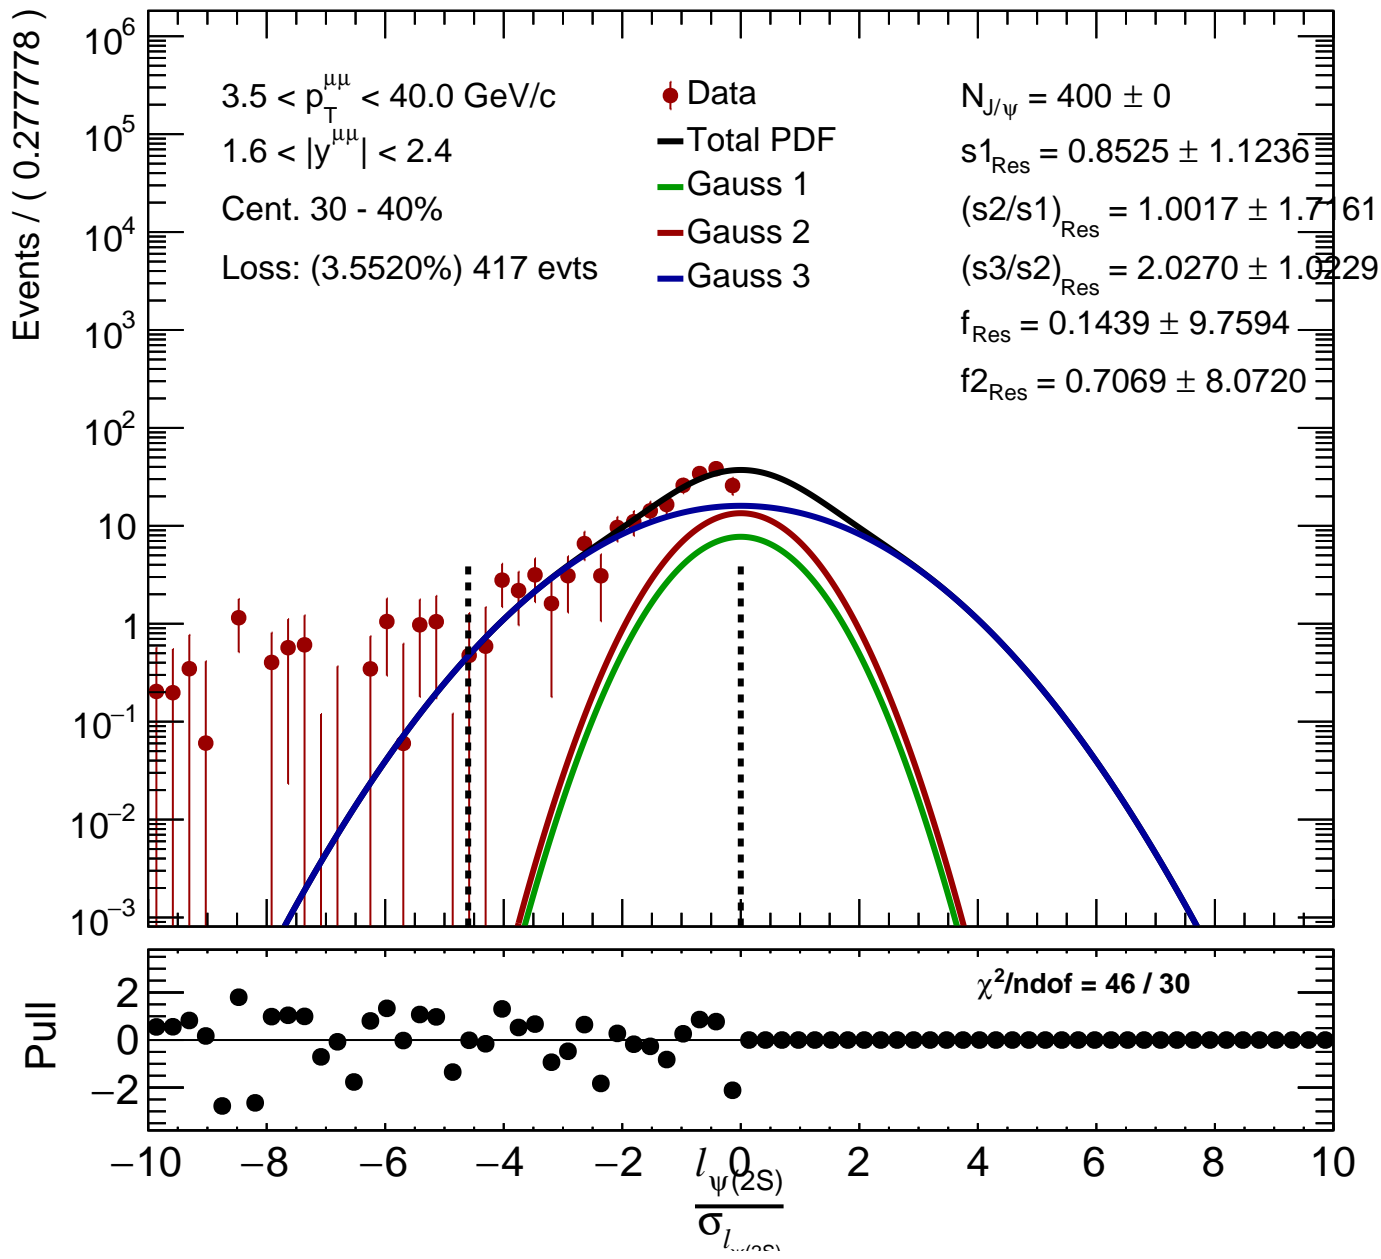 Events / ( 0.277778 )
10^6
10^5
10^4
10^3
10^2
10
1
10^−1
10^−2
10^−3
3.5 < p_T^μμ < 40.0 GeV/c
1.6 < |y^μμ| < 2.4
Cent. 30 - 40%
Loss: (3.5520%) 417 evts
Data
Total PDF
Gauss 1
Gauss 2
Gauss 3
N_J/ψ = 400 ± 0
s1_Res = 0.8525 ± 1.1236
(s2/s1)_Res = 1.0017 ± 1.7161
(s3/s2)_Res = 2.0270 ± 1.0229
f_Res = 0.1439 ± 9.7594
f2_Res = 0.7069 ± 8.0720
Pull
2
0
−2
χ²/ndof = 46 / 30
−10 −8 −6 −4 −2 0 2 4 6 8 10
l_ψ(2S)
σ_l_ψ(2S)